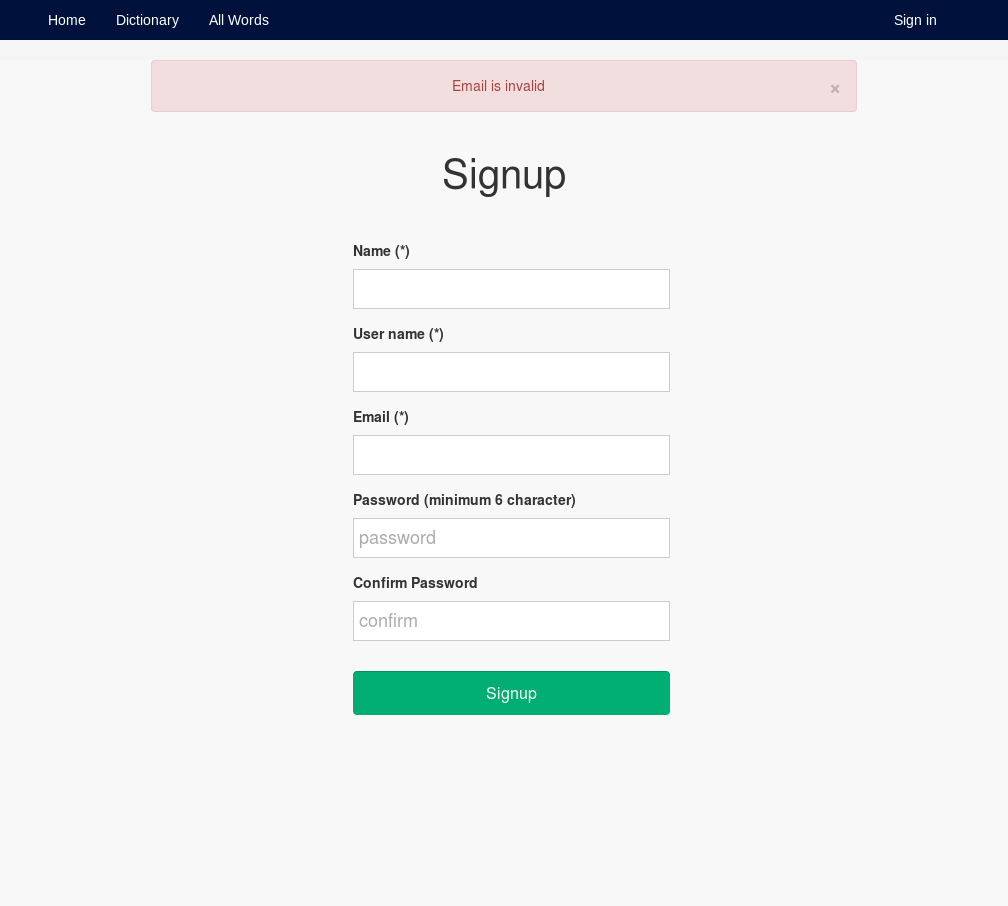 Home Dictionary All Words Sign in
Email is invalid ×
Signup
Name (*)
User name (*)
Email (*)
Password (minimum 6 character)
password
Confirm Password
confirm
Signup